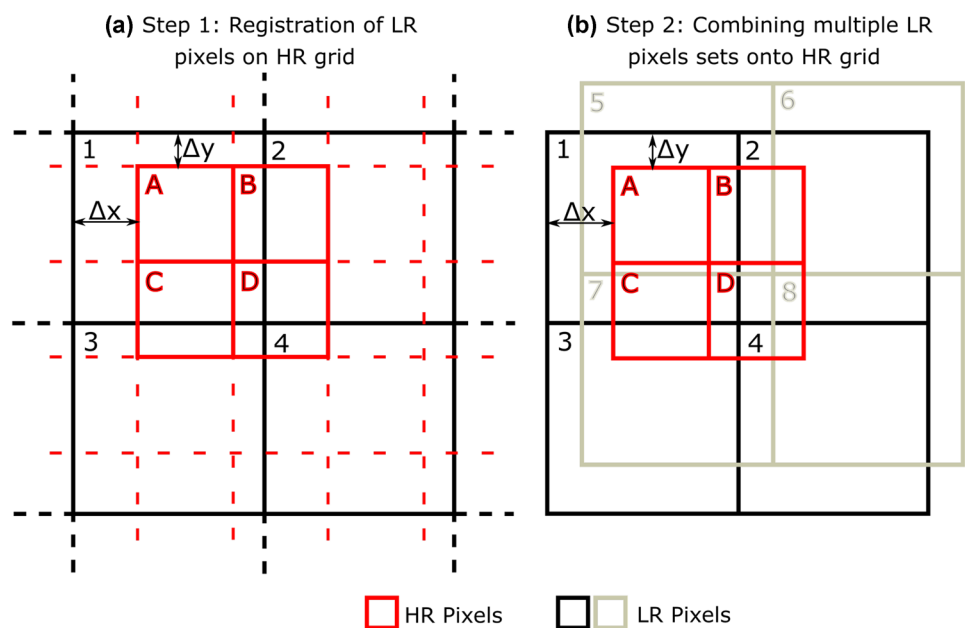 (a) Step 1: Registration of LR
pixels on HR grid
(b) Step 2: Combining multiple LR
pixels sets onto HR grid
1
Δy
2
A
B
Δx
C
D
3
4
5
6
1
Δy
2
A
B
Δx
7
C
D
8
3
4
HR Pixels
LR Pixels